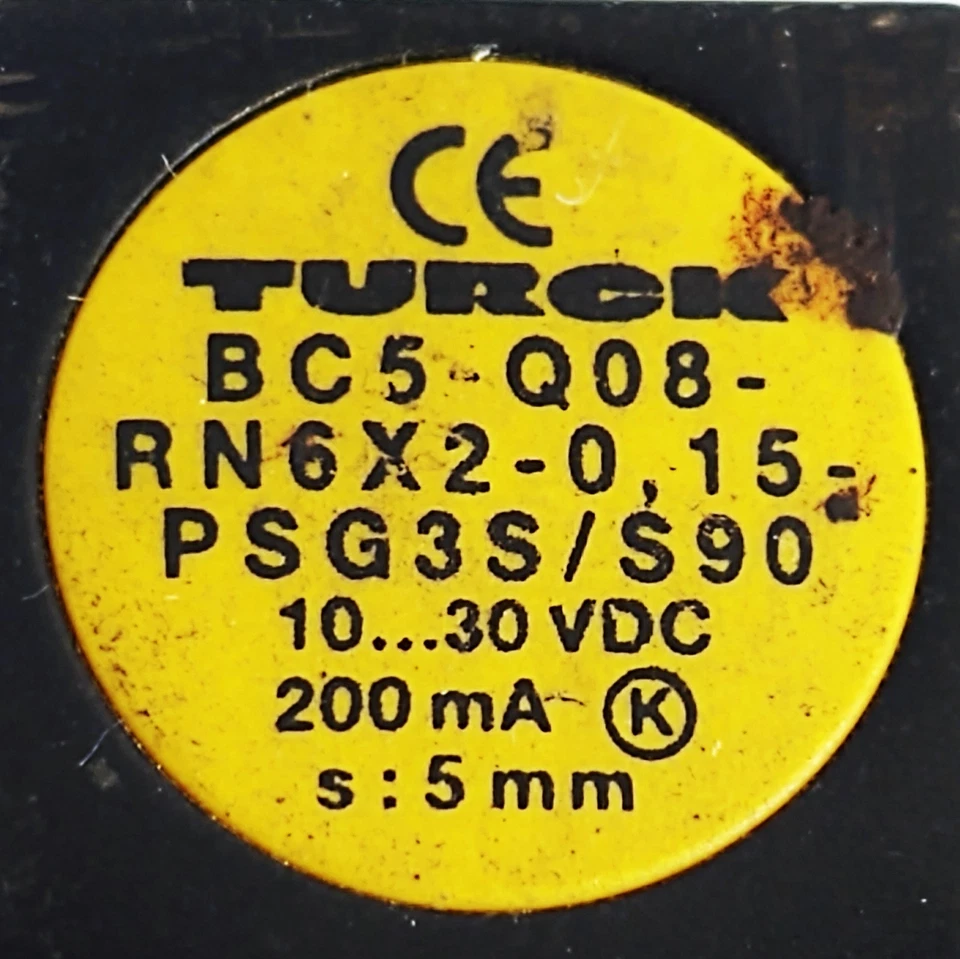 CE
TURCK
BC5-Q08-
RN6X2-0,15-
PSG3S/S90
10...30 VDC
200 mA K
s : 5 mm